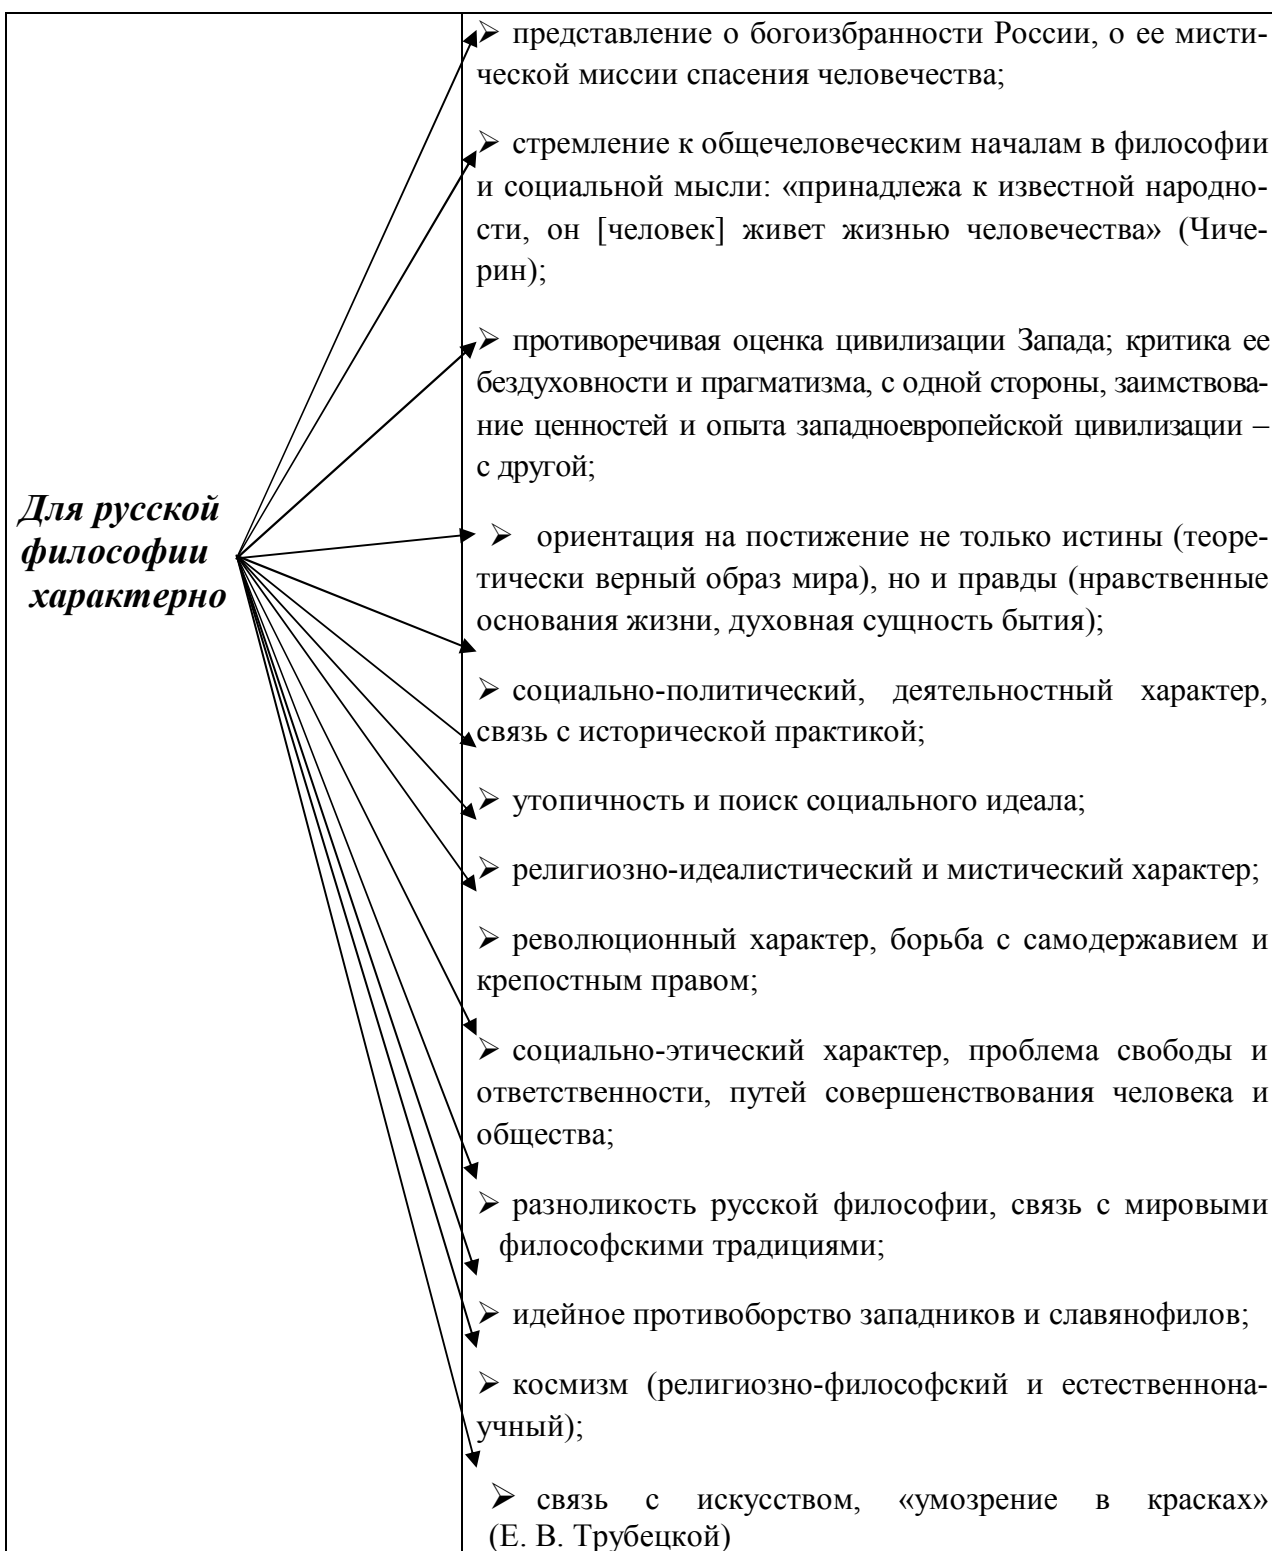 Для русской
философии
характерно
➢ представление о богоизбранности России, о ее мисти-
ческой миссии спасения человечества;
➢ стремление к общечеловеческим началам в философии
и социальной мысли: «принадлежа к известной народно-
сти, он [человек] живет жизнью человечества» (Чиче-
рин);
➢ противоречивая оценка цивилизации Запада; критика ее
бездуховности и прагматизма, с одной стороны, заимствова-
ние ценностей и опыта западноевропейской цивилизации –
с другой;
➢ ориентация на постижение не только истины (теоре-
тически верный образ мира), но и правды (нравственные
основания жизни, духовная сущность бытия);
➢ социально-политический, деятельностный характер,
связь с исторической практикой;
➢ утопичность и поиск социального идеала;
➢ религиозно-идеалистический и мистический характер;
➢ революционный характер, борьба с самодержавием и
крепостным правом;
➢ социально-этический характер, проблема свободы и
ответственности, путей совершенствования человека и
общества;
➢ разноликость русской философии, связь с мировыми
философскими традициями;
➢ идейное противоборство западников и славянофилов;
➢ космизм (религиозно-философский и естественнона-
учный);
➢ связь с искусством, «умозрение в красках»
(Е. В. Трубецкой)